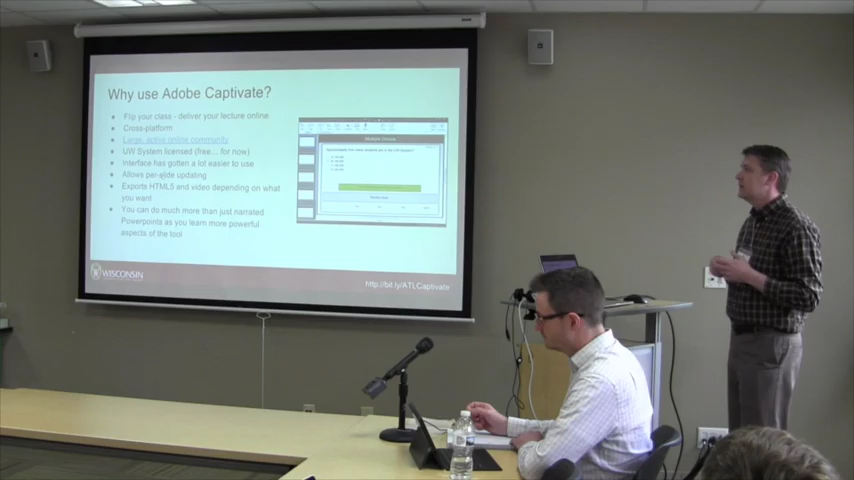 Why use Adobe Captivate?
Flip your class - deliver your lecture online
Cross-platform
Large, active online community
UW System licensed (free.... for now)
Interface has gotten a lot easier to use
Allows per-slide updating
Exports HTML5 and video depending on what
you want
You can do much more than just narrated
Powerpoints as you learn more powerful
aspects of the tool
Multiple Choice
WISCONSIN
http://bit.ly/ATLCaptivate